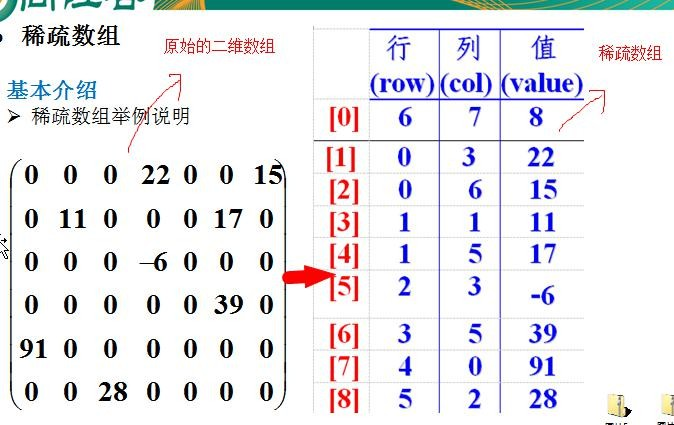 稀疏数组
原始的二维数组
基本介绍
稀疏数组举例说明
0 0 0 22 0 0 15
0 11 0 0 0 17 0
0 0 0 –6 0 0 0
0 0 0 0 0 39 0
91 0 0 0 0 0 0
0 0 28 0 0 0 0
稀疏数组
行 列 值
(row) (col) (value)
[0] 6 7 8
[1] 0 3 22
[2] 0 6 15
[3] 1 1 11
[4] 1 5 17
[5] 2 3 -6
[6] 3 5 39
[7] 4 0 91
[8] 5 2 28